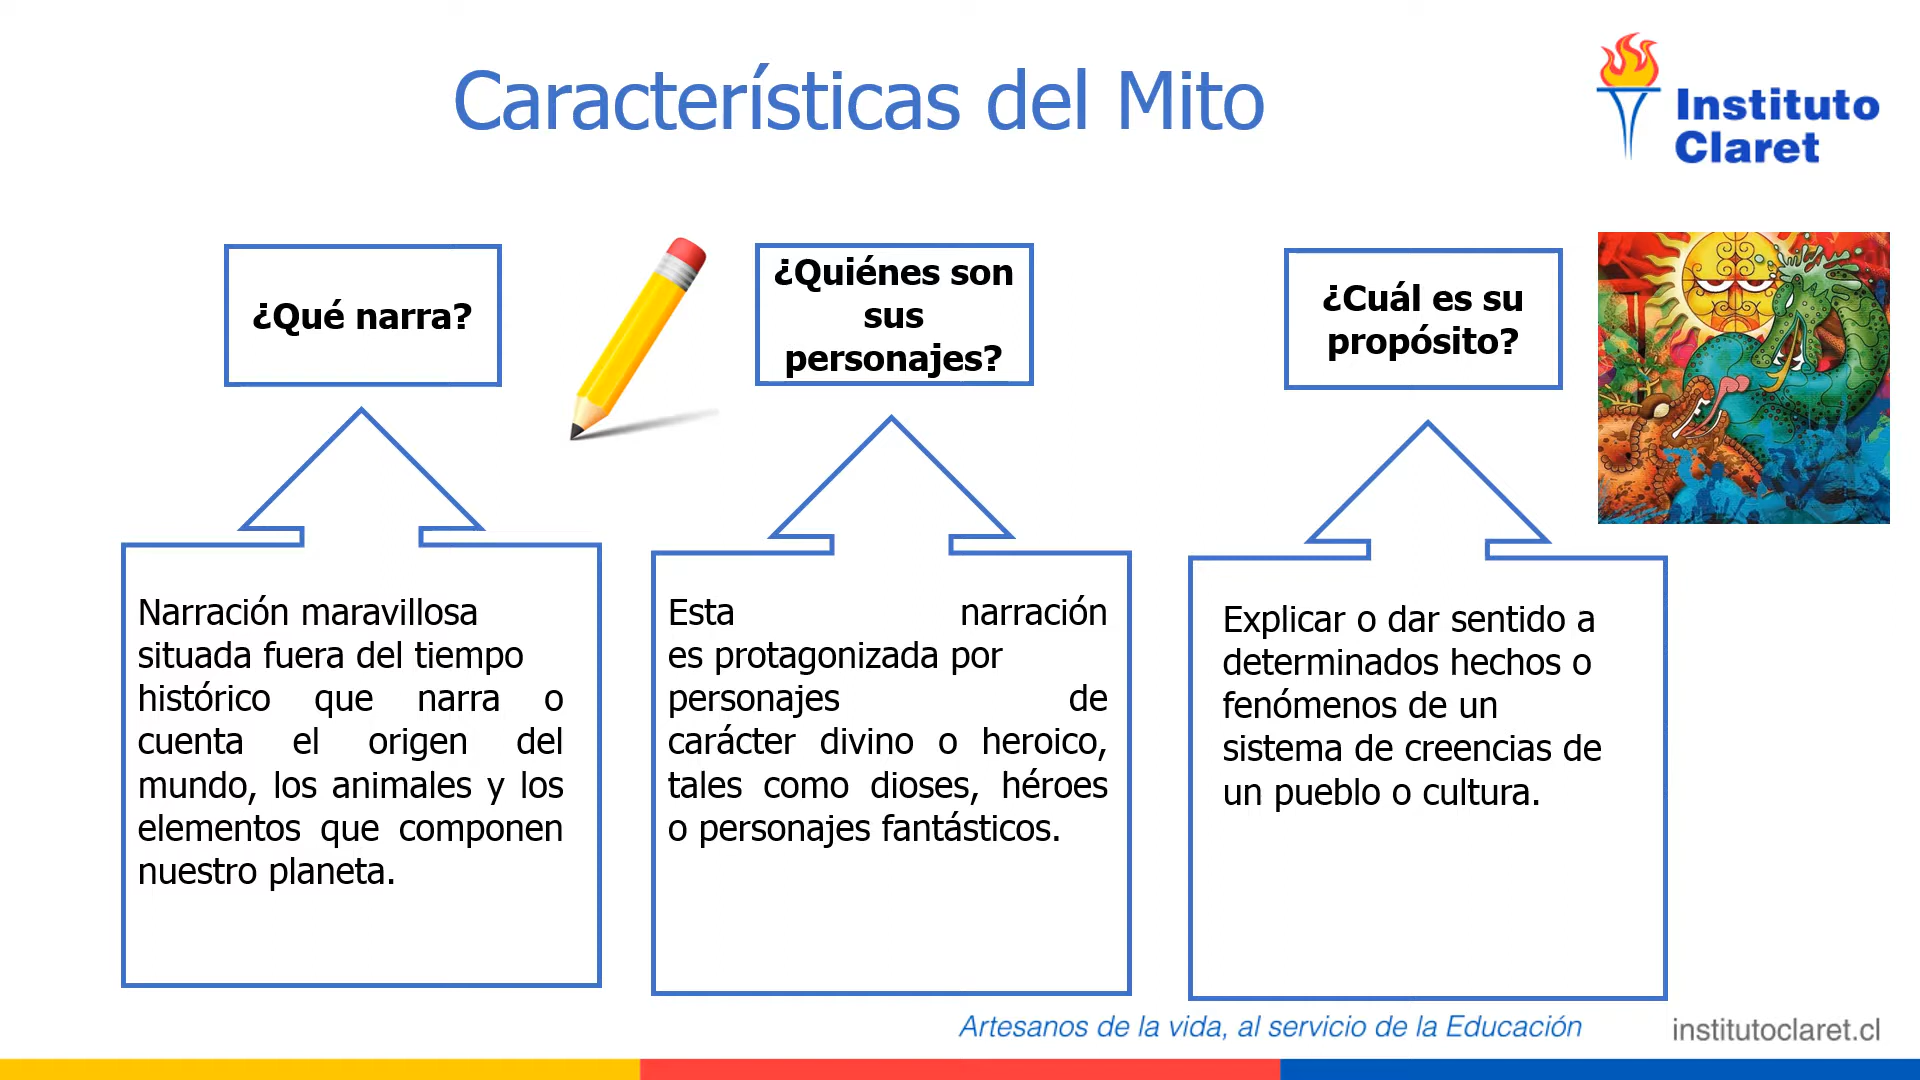 Características del Mito
Instituto
Claret
¿Qué narra?
¿Quiénes son
sus
personajes?
¿Cuál es su
propósito?
Narración maravillosa
situada fuera del tiempo
histórico que narra o
cuenta el origen del
mundo, los animales y los
elementos que componen
nuestro planeta.
Esta narración
es protagonizada por
personajes de
carácter divino o heroico,
tales como dioses, héroes
o personajes fantásticos.
Explicar o dar sentido a
determinados hechos o
fenómenos de un
sistema de creencias de
un pueblo o cultura.
Artesanos de la vida, al servicio de la Educación
institutoclaret.cl